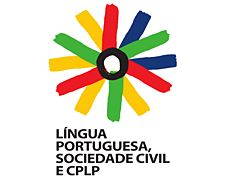 LÍNGUA
PORTUGUESA,
SOCIEDADE CIVIL
E CPLP